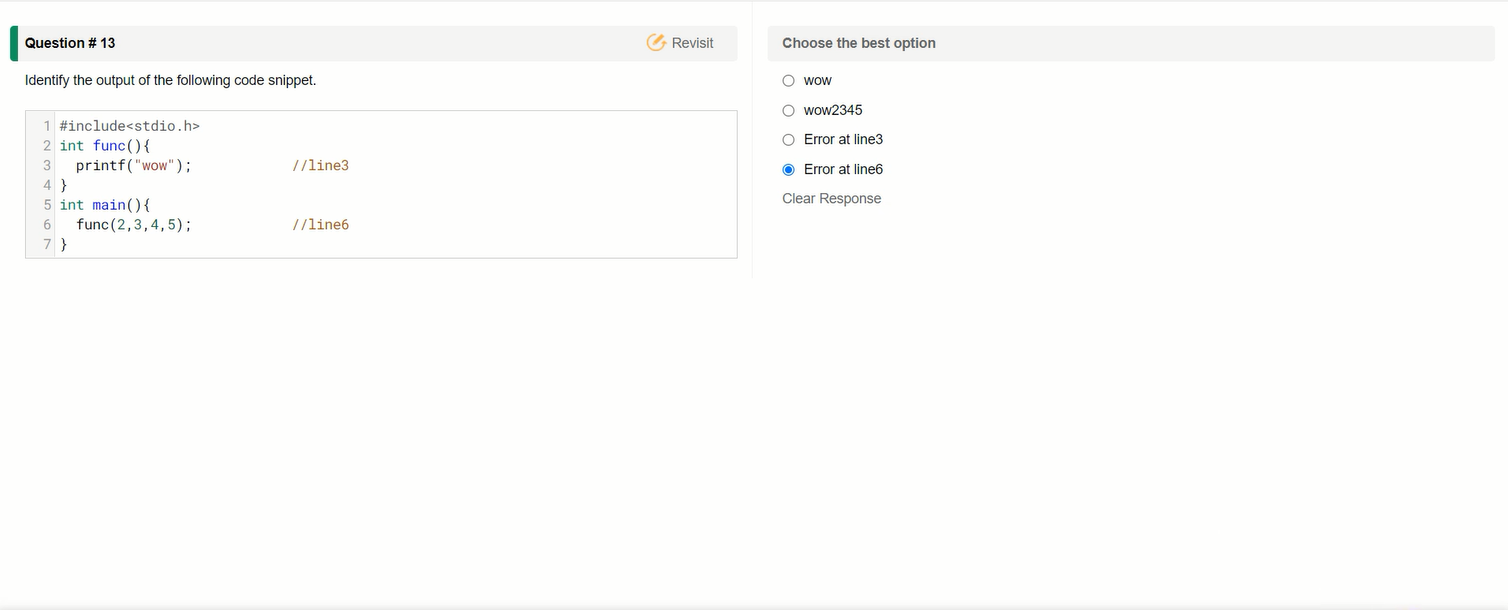 Question # 13
Revisit
Identify the output of the following code snippet.
1 #include<stdio.h>
2 int func(){
3   printf("wow");            //line3
4 }
5 int main(){
6   func(2,3,4,5);            //line6
7 }
Choose the best option
wow
wow2345
Error at line3
Error at line6
Clear Response